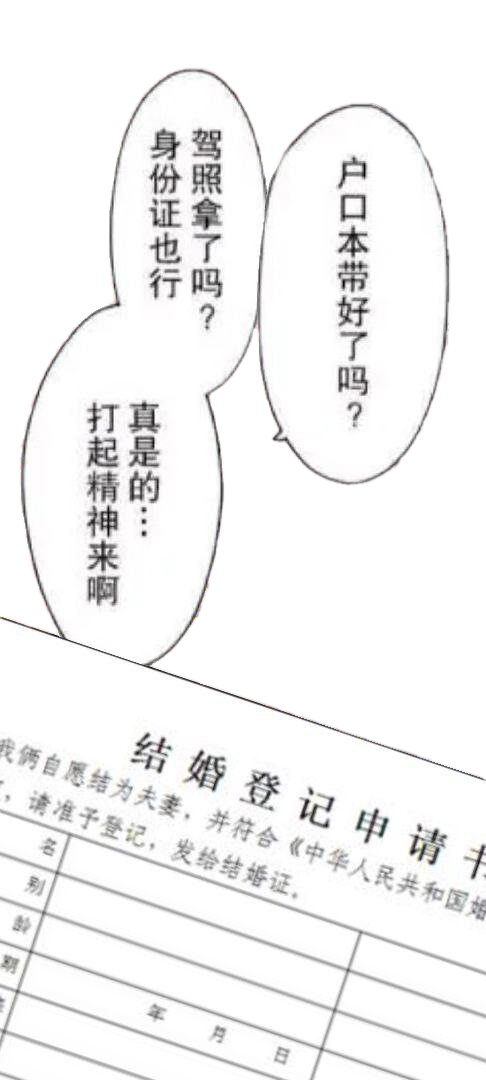 户口本带好了吗？
驾照拿了吗？
身份证也行
真是的…
打起精神来啊
结婚登记申请书
我俩自愿结为夫妻，并符合《中华人民共和国婚
，请准予登记，发给结婚证。
名
别
龄
期
年 月 日